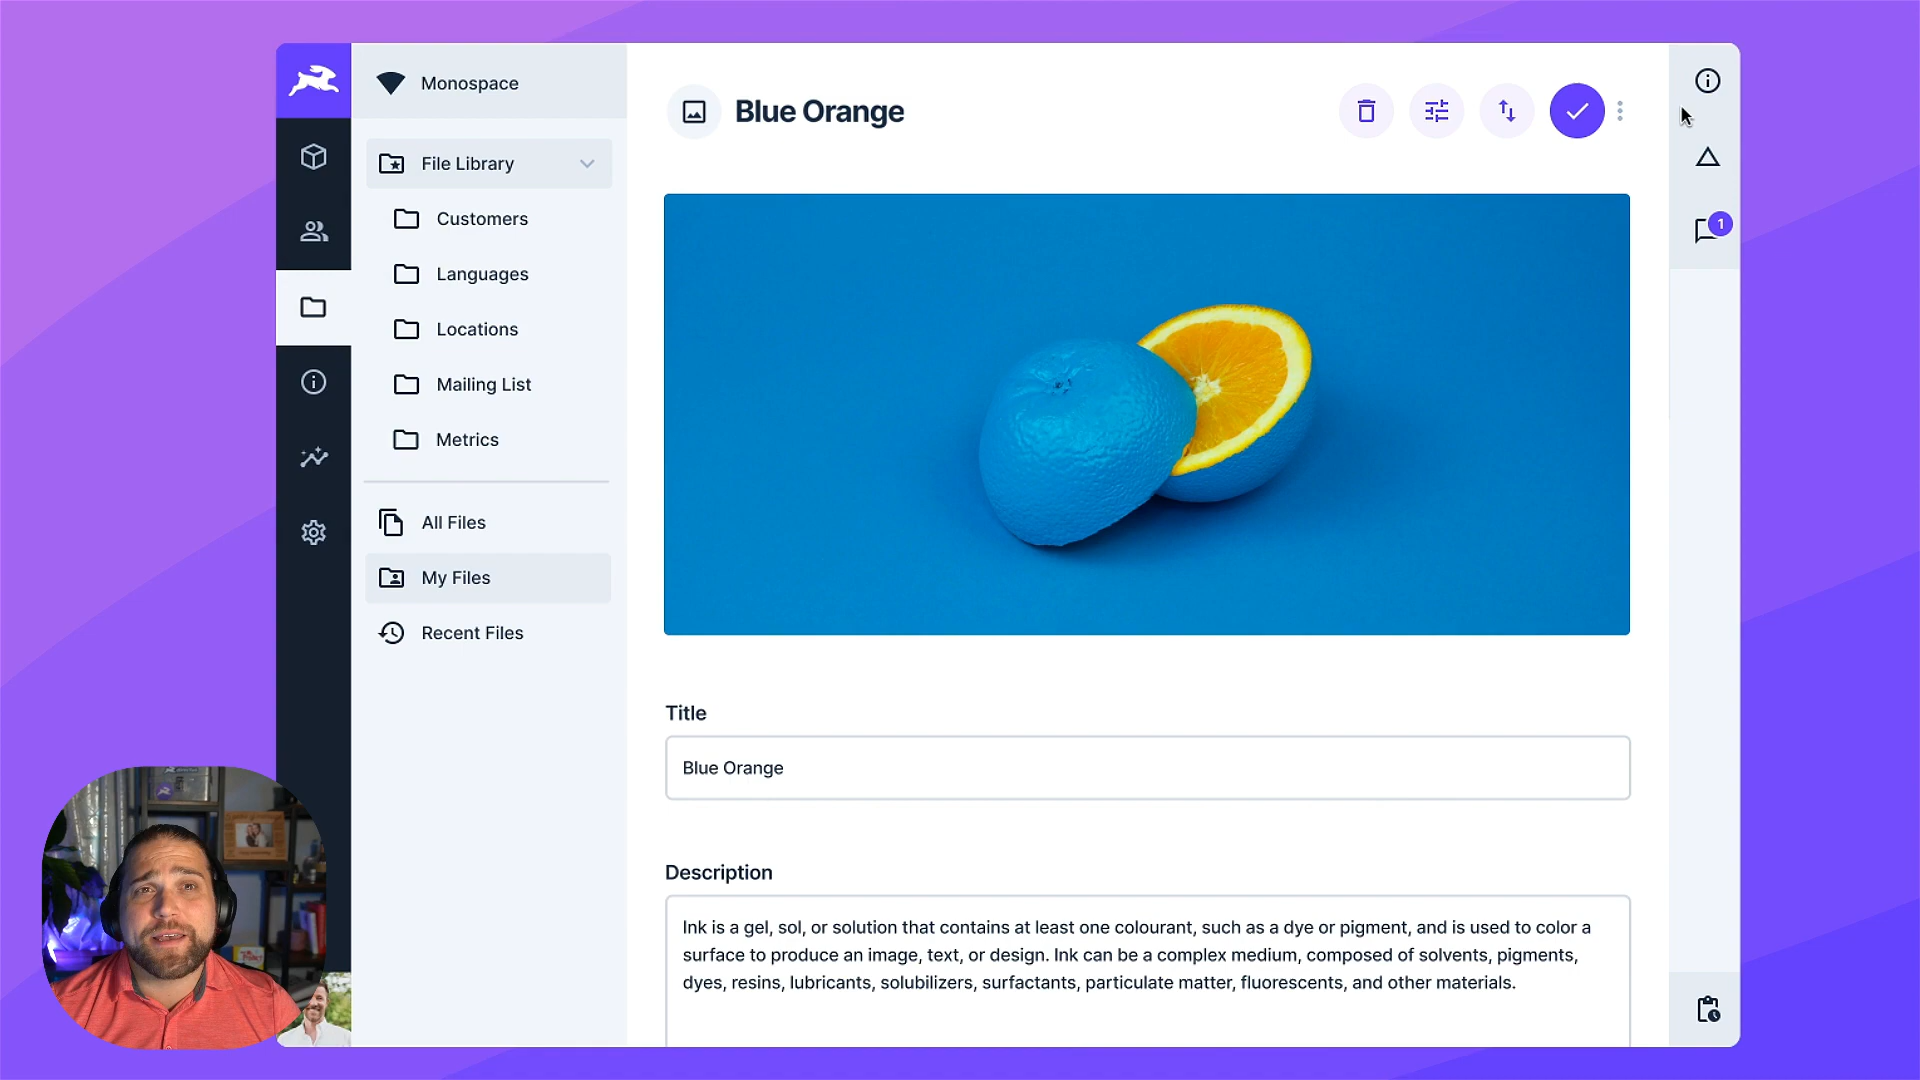 Monospace
Blue Orange
File Library
Customers
Languages
1
Locations
Mailing List
Metrics
All Files
My Files
Recent Files
Title
Blue Orange
Description
Ink is a gel, sol, or solution that contains at least one colourant, such as a dye or pigment, and is used to color a
surface to produce an image, text, or design. Ink can be a complex medium, composed of solvents, pigments,
dyes, resins, lubricants, solubilizers, surfactants, particulate matter, fluorescents, and other materials.